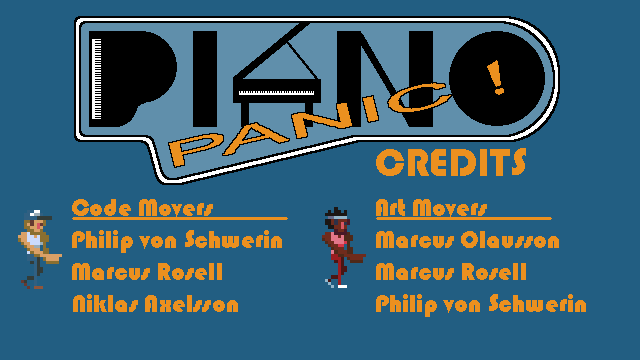 PIANO
PANIC!
CREDITS
Code Movers
Philip von Schwerin
Marcus Rosell
Niklas Axelsson
Art Movers
Marcus Olausson
Marcus Rosell
Philip von Schwerin